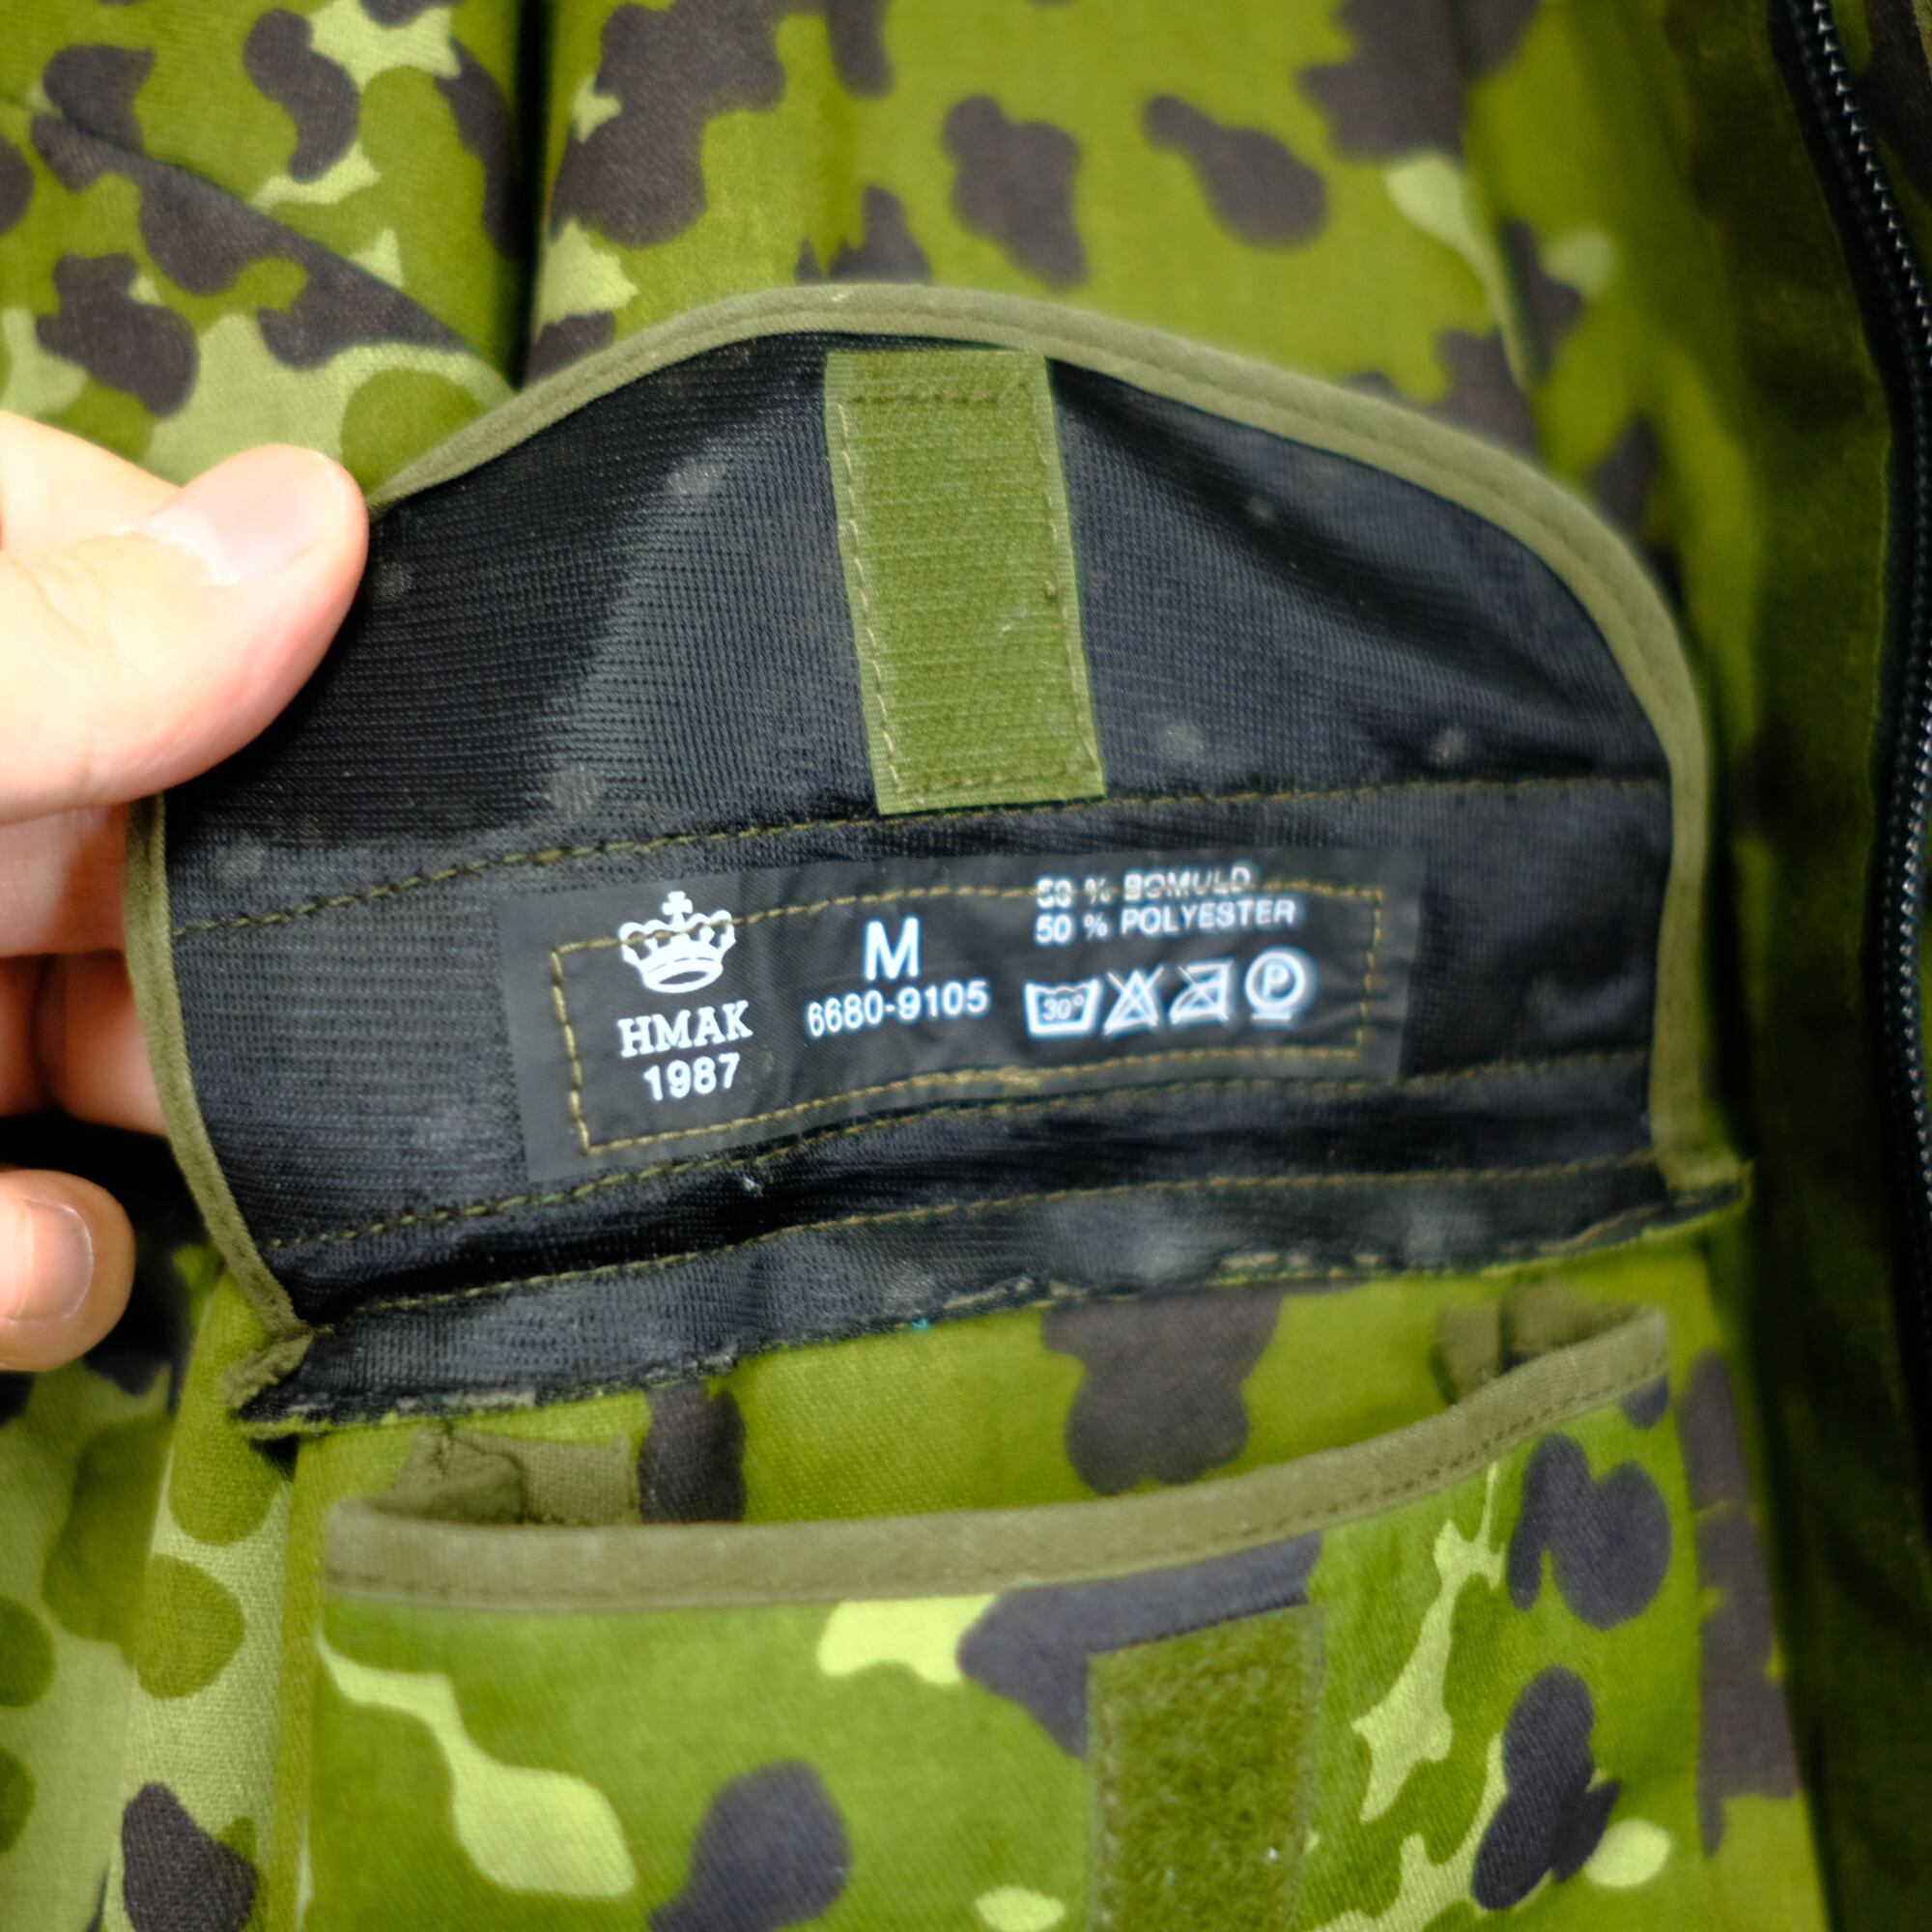 HMAK
1987
M
6680-9105
50 % BOMULD
50 % POLYESTER
30°
P